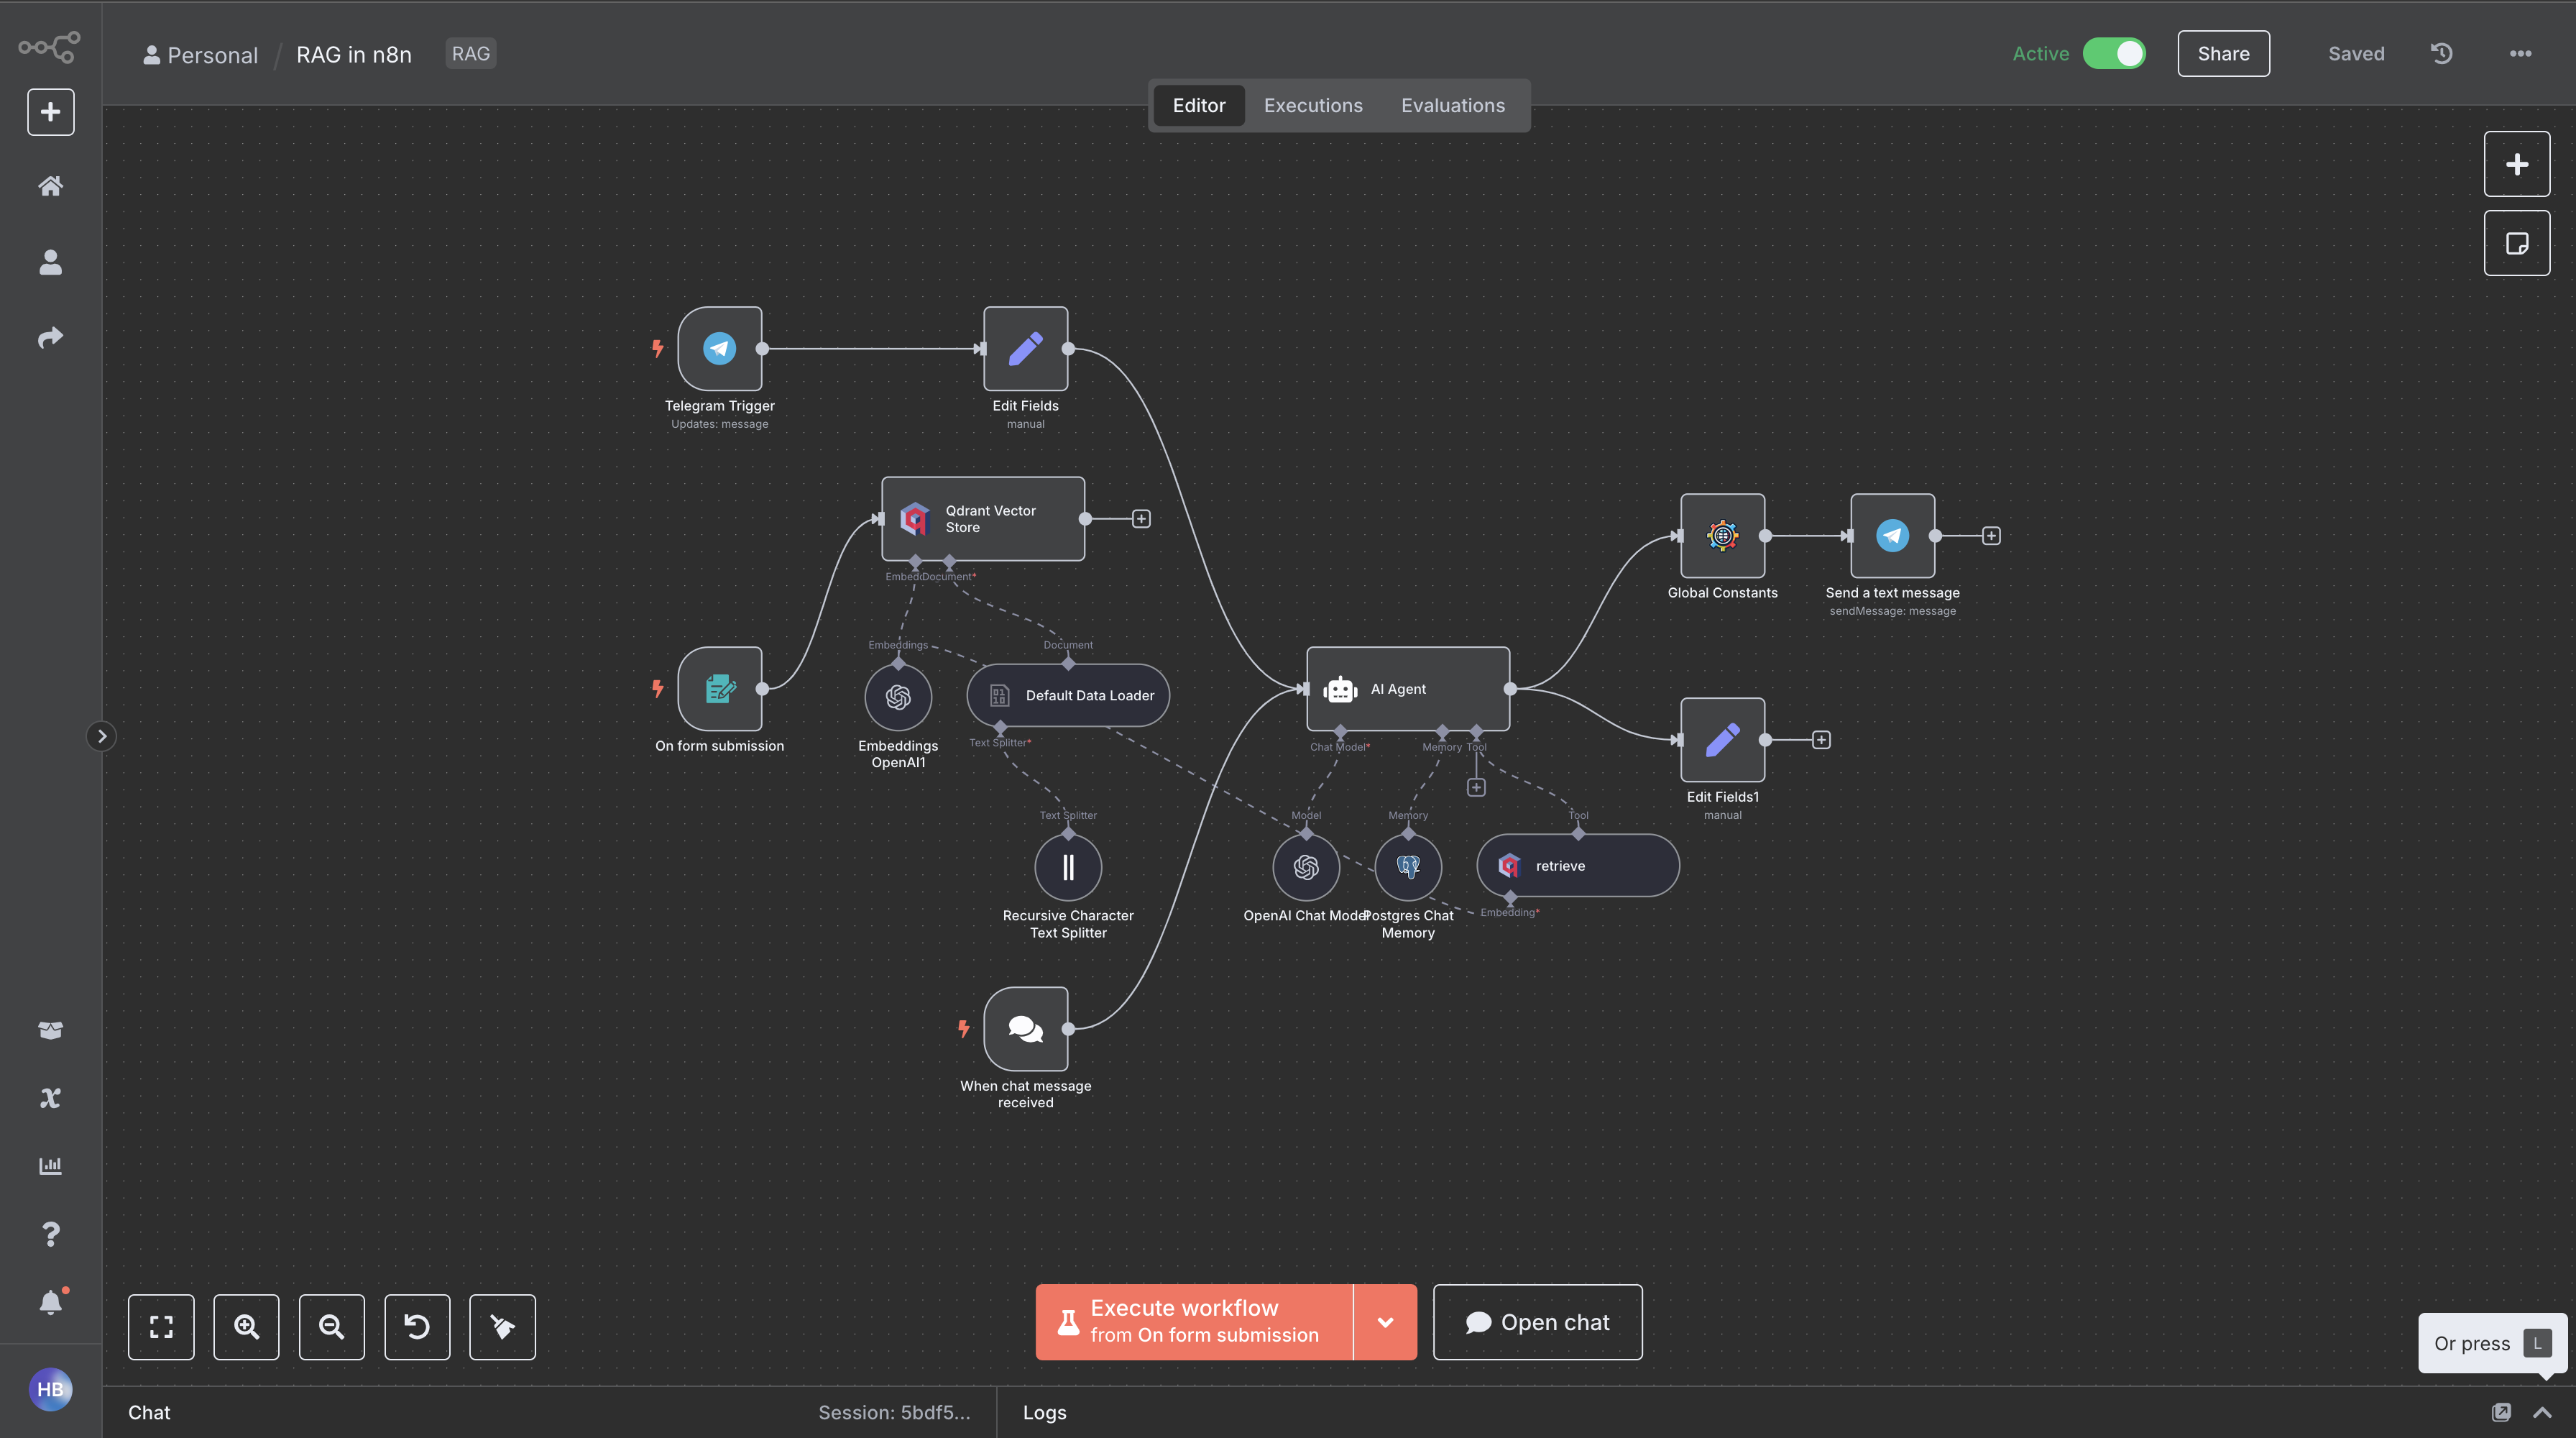 Personal / RAG in n8n RAG
Active
Share
Saved
Editor
Executions
Evaluations
Telegram Trigger
Updates: message
Edit Fields
manual
Qdrant Vector
Store
Document*
Embeddings
Document
On form submission
Embeddings
OpenAI1
Default Data Loader
Text Splitter*
Text Splitter
Recursive Character
Text Splitter
AI Agent
Chat Model*
Memory
Tool
Model
Memory
Tool
OpenAI Chat Model
Postgres Chat
Memory
retrieve
Embedding*
Global Constants
Send a text message
sendMessage: message
Edit Fields1
manual
When chat message
received
Execute workflow
from On form submission
Open chat
Or press L
HB
Chat
Session: 5bdf5...
Logs